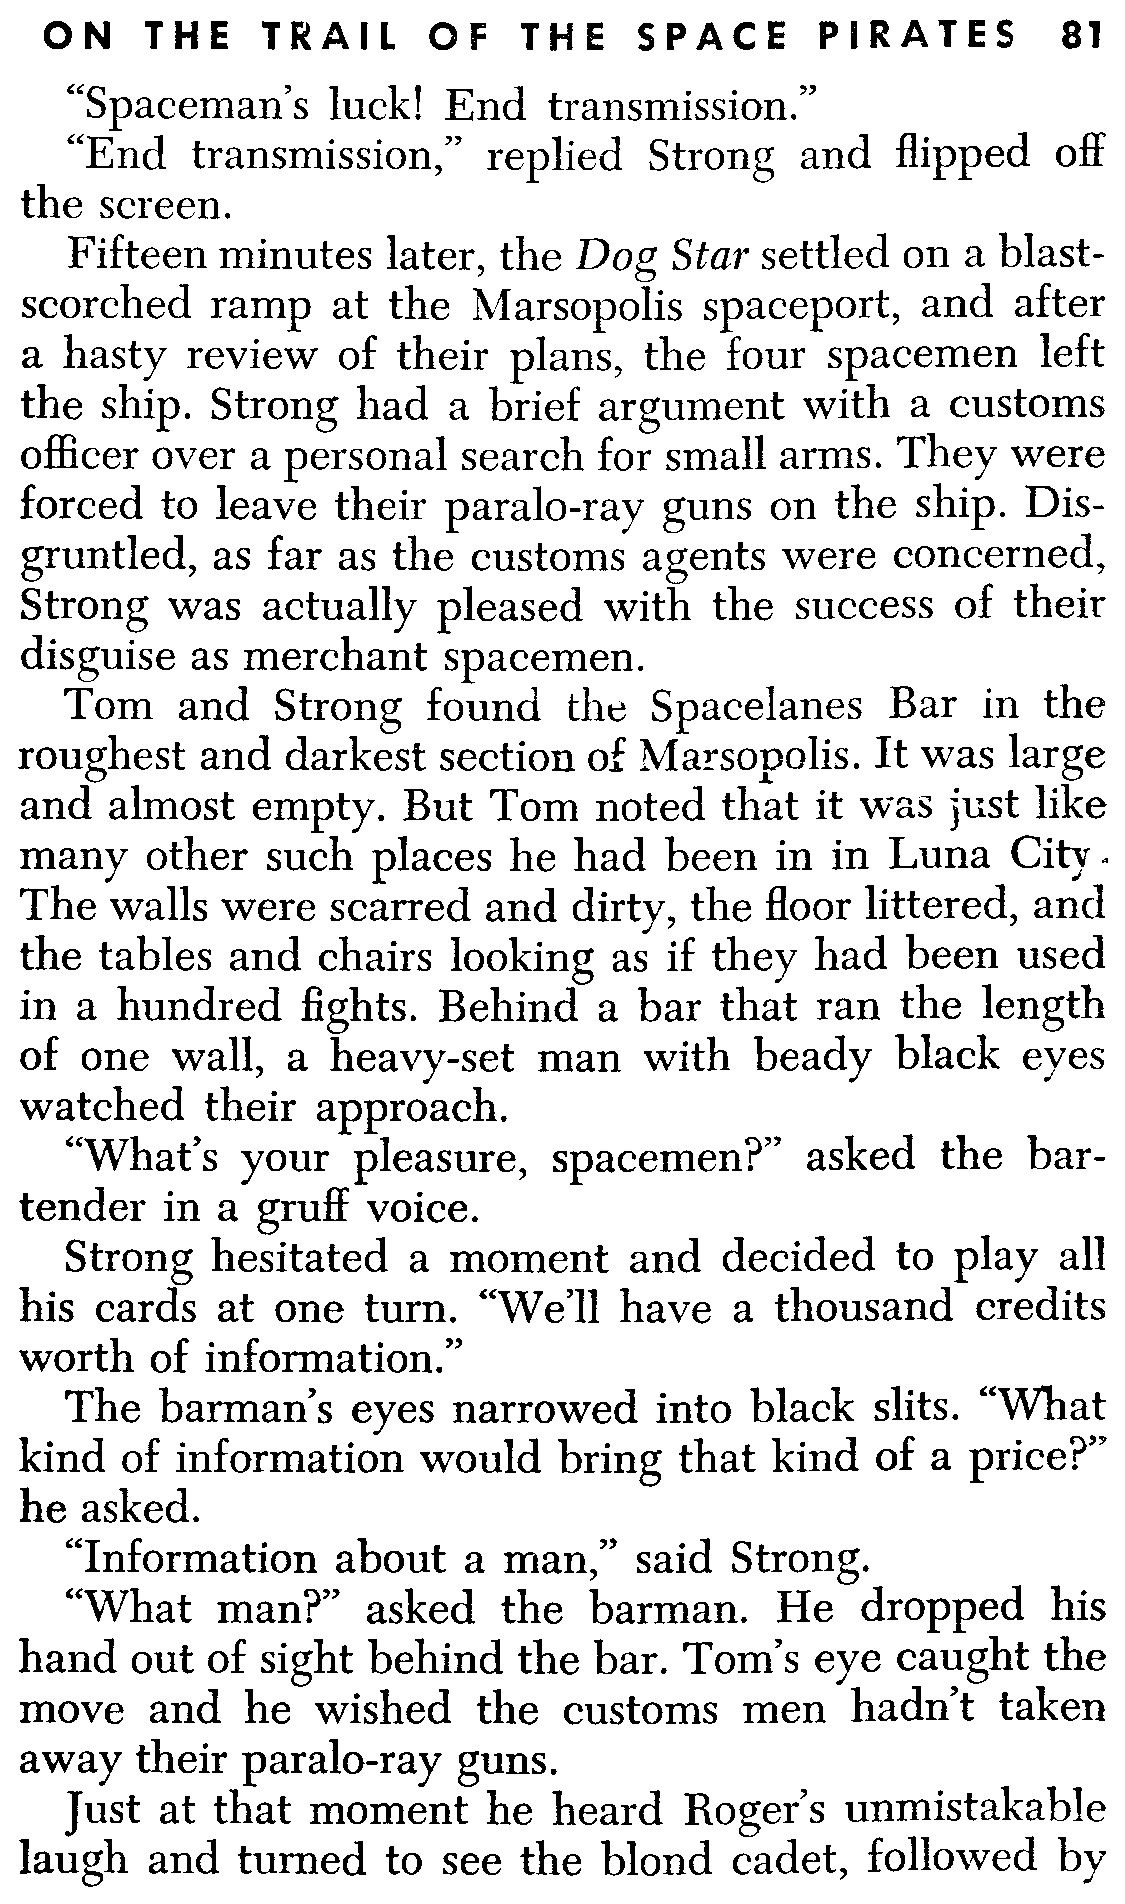 ON THE TRAIL OF THE SPACE PIRATES 81
“Spaceman’s luck! End transmission.”
“End transmission,” replied Strong and flipped off
the screen.
Fifteen minutes later, the Dog Star settled on a blast-
scorched ramp at the Marsopolis spaceport, and after
a hasty review of their plans, the four spacemen left
the ship. Strong had a brief argument with a customs
officer over a personal search for small arms. They were
forced to leave their paralo-ray guns on the ship. Dis-
gruntled, as far as the customs agents were concerned,
Strong was actually pleased with the success of their
disguise as merchant spacemen.
Tom and Strong found the Spacelanes Bar in the
roughest and darkest section of Marsopolis. It was large
and almost empty. But Tom noted that it was just like
many other such places he had been in in Luna City.
The walls were scarred and dirty, the floor littered, and
the tables and chairs looking as if they had been used
in a hundred fights. Behind a bar that ran the length
of one wall, a heavy-set man with beady black eyes
watched their approach.
“What’s your pleasure, spacemen?” asked the bar-
tender in a gruff voice.
Strong hesitated a moment and decided to play all
his cards at one turn. “We’ll have a thousand credits
worth of information.”
The barman’s eyes narrowed into black slits. “What
kind of information would bring that kind of a price?”
he asked.
“Information about a man,” said Strong.
“What man?” asked the barman. He dropped his
hand out of sight behind the bar. Tom’s eye caught the
move and he wished the customs men hadn’t taken
away their paralo-ray guns.
Just at that moment he heard Roger’s unmistakable
laugh and turned to see the blond cadet, followed by